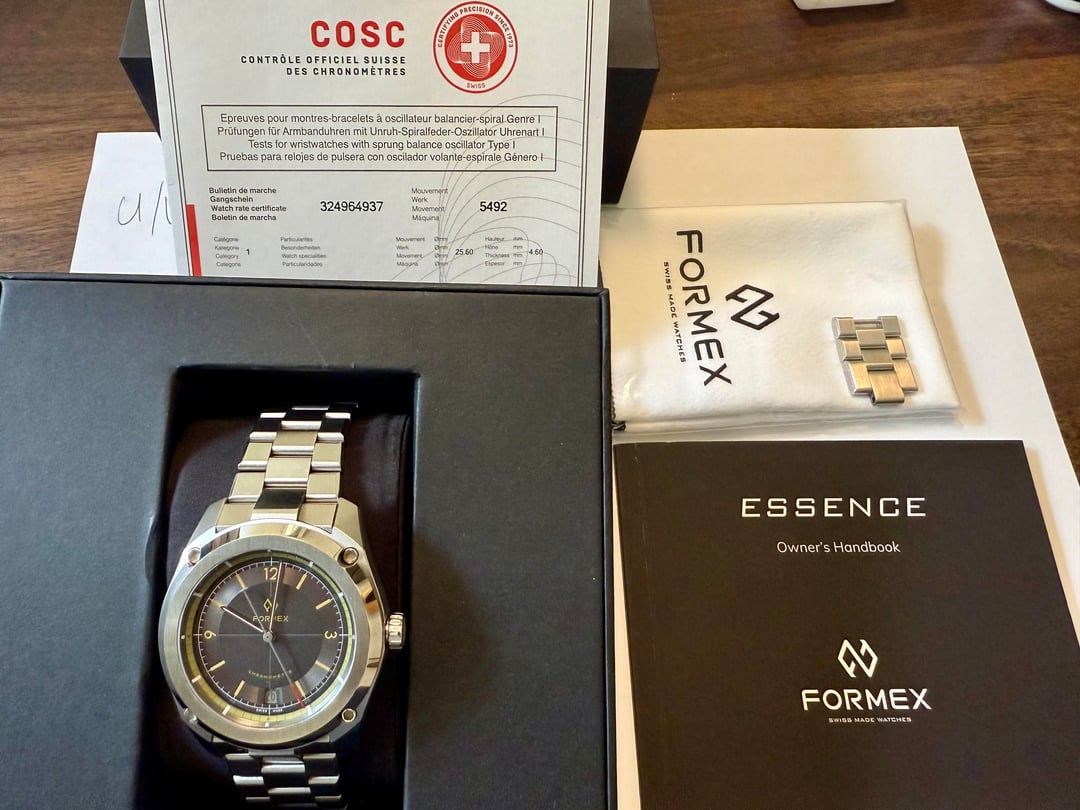 COSC
CONTRÔLE OFFICIEL SUISSE
DES CHRONOMÈTRES
CERTIFYING PRECISION SINCE 1973
SWISS
Epreuves pour montres-bracelets à oscillateur balancier-spiral Genre I
Prüfungen für Armbanduhren mit Unruh-Spiralfeder-Oszillator Uhrenart I
Tests for wristwatches with sprung balance oscillator Type I
Pruebas para relojes de pulsera con oscilador volante-espirale Género I
Bulletin de marche
Gangschein
Watch rate certificate
Boletín de marcha
324964937
Mouvement
Werk
Movement
Máquina
5492
Catégorie
Kategorie
Category
Categoría
1
Particularités
Besonderheiten
Watch specialities
Particularidades
Mouvement Ømm
Werk Ømm
Movement Ømm
Máquina Ømm
25.60
Hauteur mm
Höhe mm
Thickness mm
Espesor mm
4.60
u/
FORMEX
SWISS MADE WATCHES
12
FORMEX
9
3
CHRONOMETER
SWISS MADE
ESSENCE
Owner's Handbook
FORMEX
SWISS MADE WATCHES